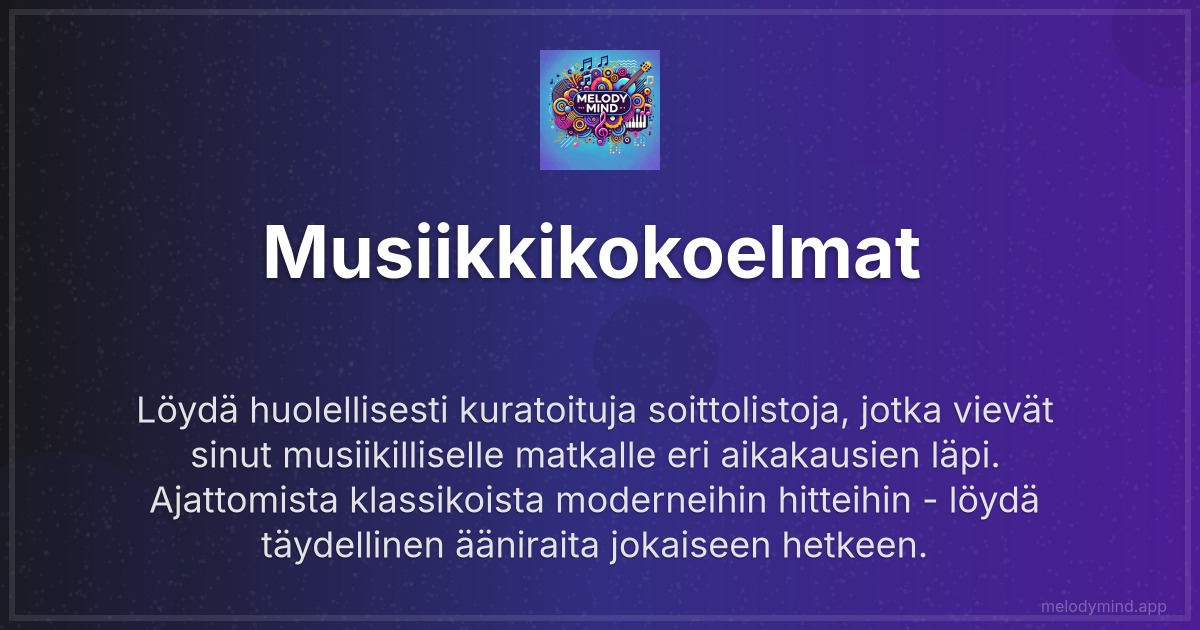 MELODY
MIND
Musiikkikokoelmat
Löydä huolellisesti kuratoituja soittolistoja, jotka vievät
sinut musiikilliselle matkalle eri aikakausien läpi.
Ajattomista klassikoista moderneihin hitteihin - löydä
täydellinen ääniraita jokaiseen hetkeen.
melodymind.app